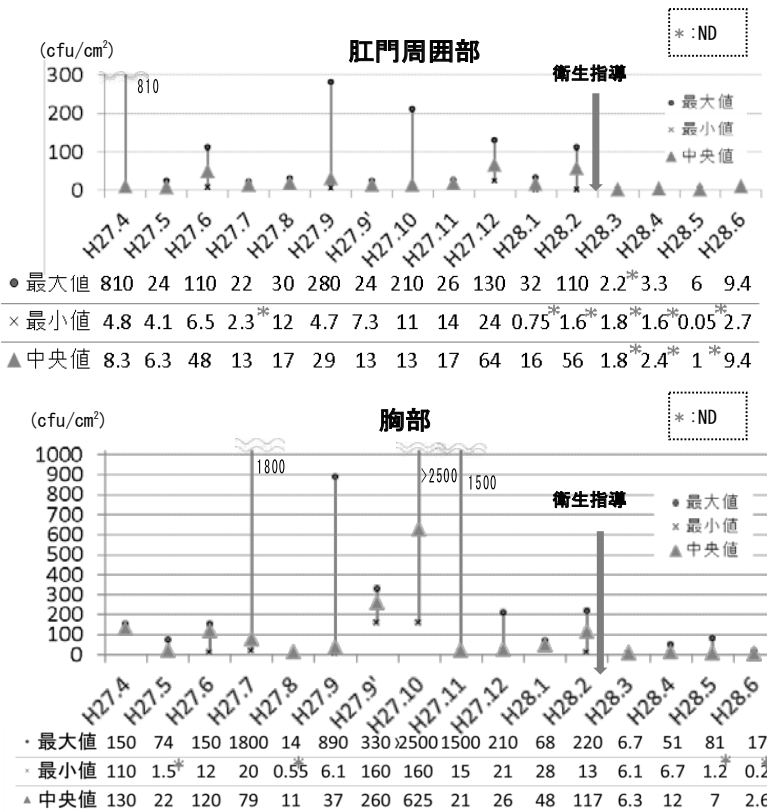 ＊:ND
(cfu/cm²)
肛門周囲部
衛生指導
300
200
100
0
810
● 最大値
× 最小値
▲ 中央値
H27.4 H27.5 H27.6 H27.7 H27.8 H27.9 H27.9' H27.10 H27.11 H27.12 H28.1 H28.2 H28.3 H28.4 H28.5 H28.6
● 最大値 810 24 110 22 30 280 24 210 26 130 32 110 2.2* 3.3 6 9.4
× 最小値 4.8 4.1 6.5 2.3* 12 4.7 7.3 11 14 24 0.75* 1.6* 1.8* 1.6* 0.05* 2.7
▲ 中央値 8.3 6.3 48 13 17 29 13 13 17 64 16 56 1.8* 2.4* 1* 9.4
＊:ND
(cfu/cm²)
胸部
衛生指導
1000
900
800
700
600
500
400
300
200
100
0
1800
>2500
1500
● 最大値
× 最小値
▲ 中央値
H27.4 H27.5 H27.6 H27.7 H27.8 H27.9 H27.9' H27.10 H27.11 H27.12 H28.1 H28.2 H28.3 H28.4 H28.5 H28.6
・ 最大値 150 74 150 1800 14 890 330 >2500 1500 210 68 220 6.7 51 81 17
× 最小値 110 1.5* 12 20 0.55* 6.1 160 160 15 21 28 13 6.1 6.7 1.2* 0.2*
▲ 中央値 130 22 120 79 11 37 260 625 21 26 48 117 6.3 12 7 2.6